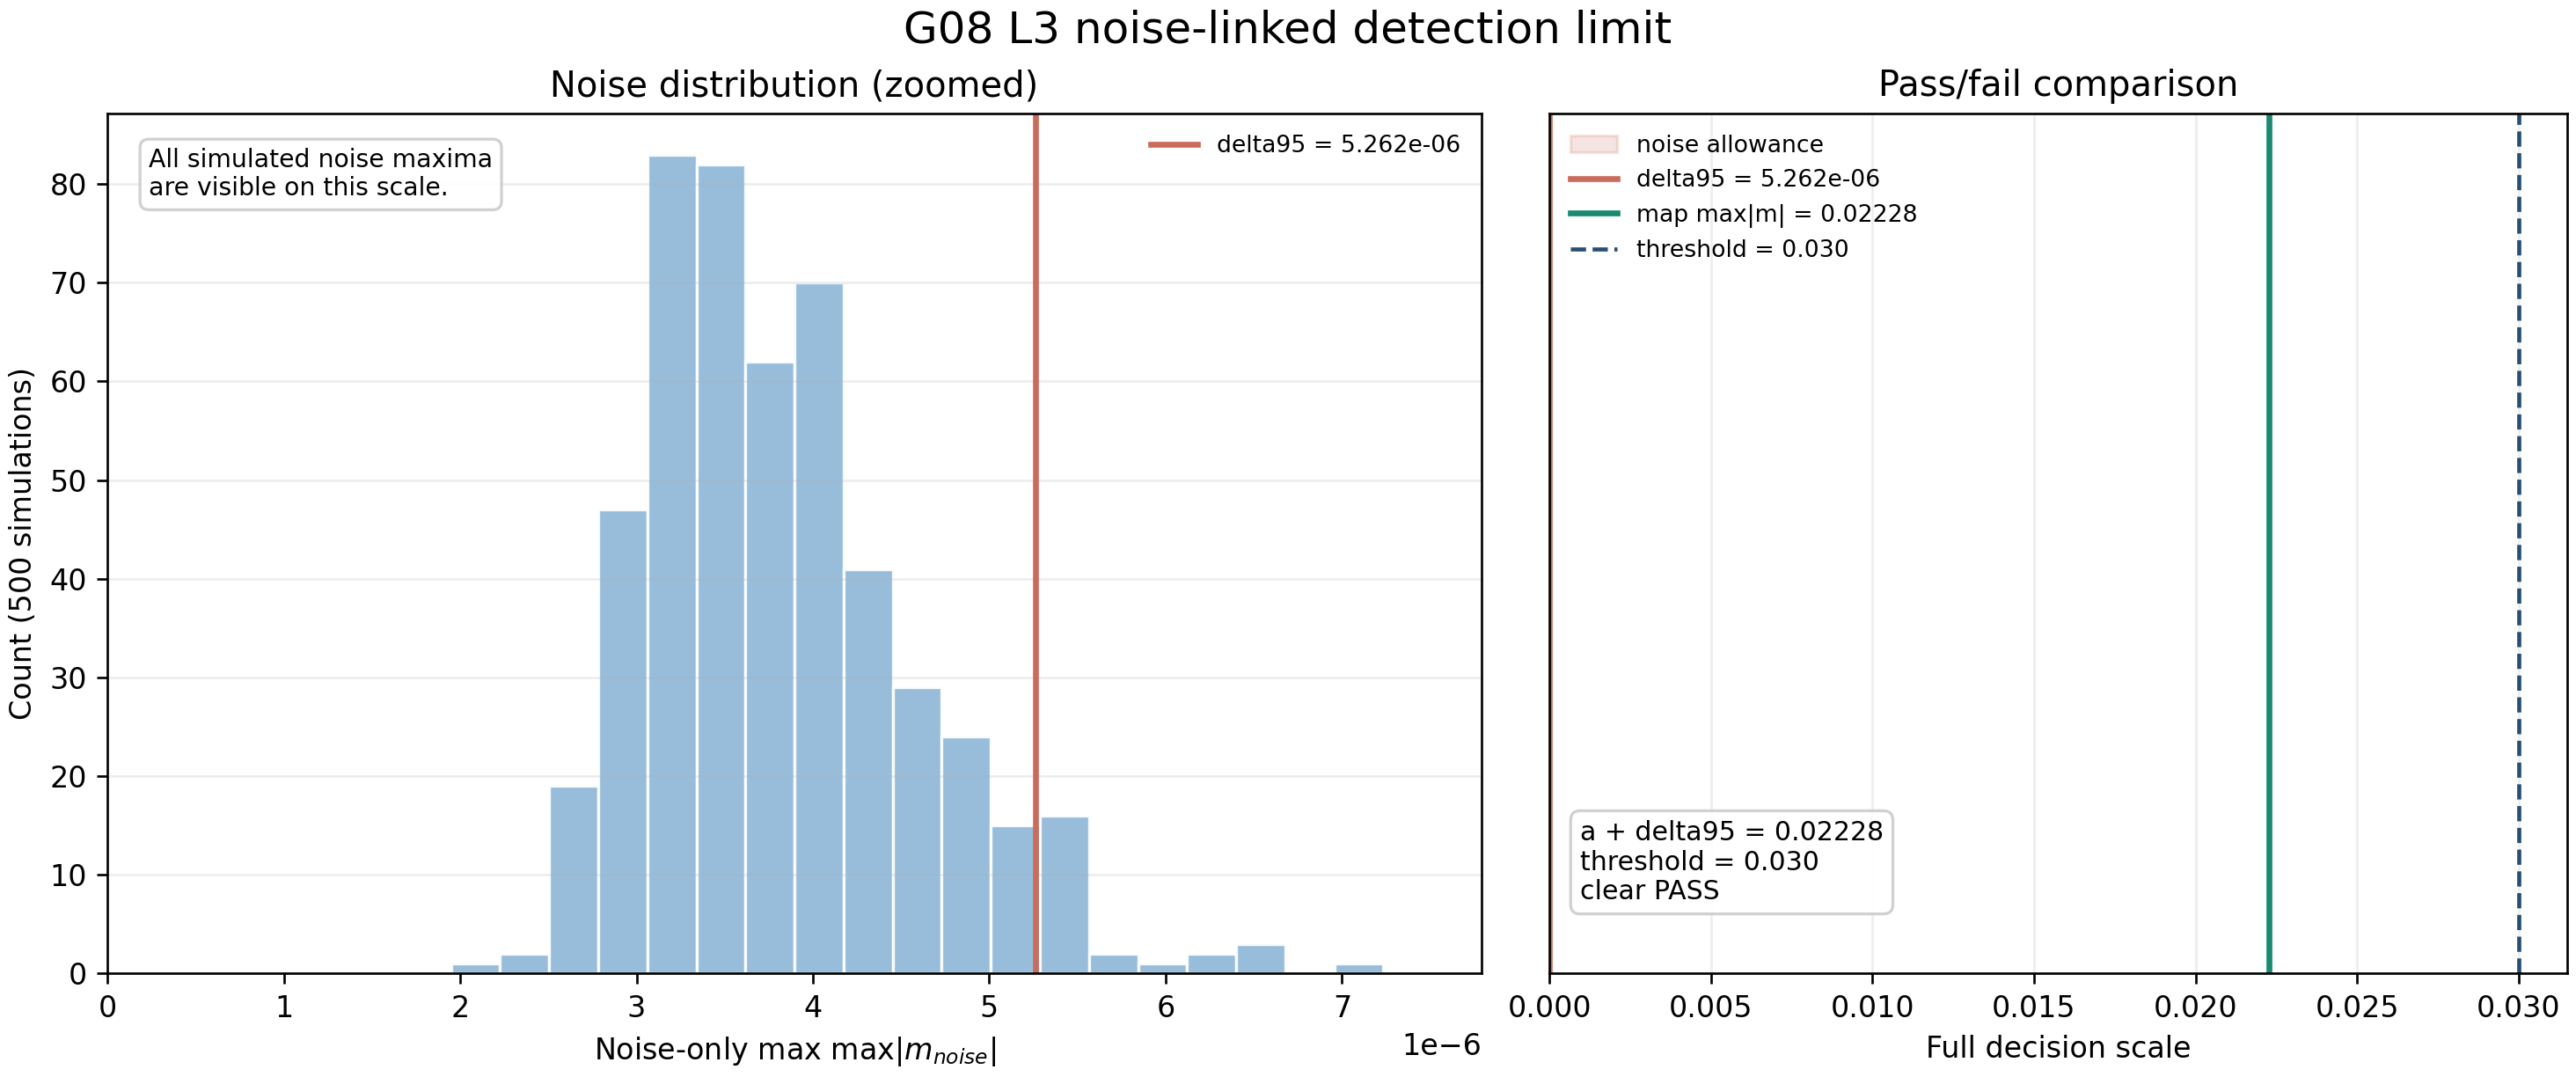 G08 L3 noise-linked detection limit
Noise distribution (zoomed)
All simulated noise maxima
are visible on this scale.
delta95 = 5.262e-06
Count (500 simulations)
80
70
60
50
40
30
20
10
0
0 1 2 3 4 5 6 7
1e−6
Noise-only max max|m_noise|
Pass/fail comparison
noise allowance
delta95 = 5.262e-06
map max|m| = 0.02228
threshold = 0.030
a + delta95 = 0.02228
threshold = 0.030
clear PASS
0.000 0.005 0.010 0.015 0.020 0.025 0.030
Full decision scale